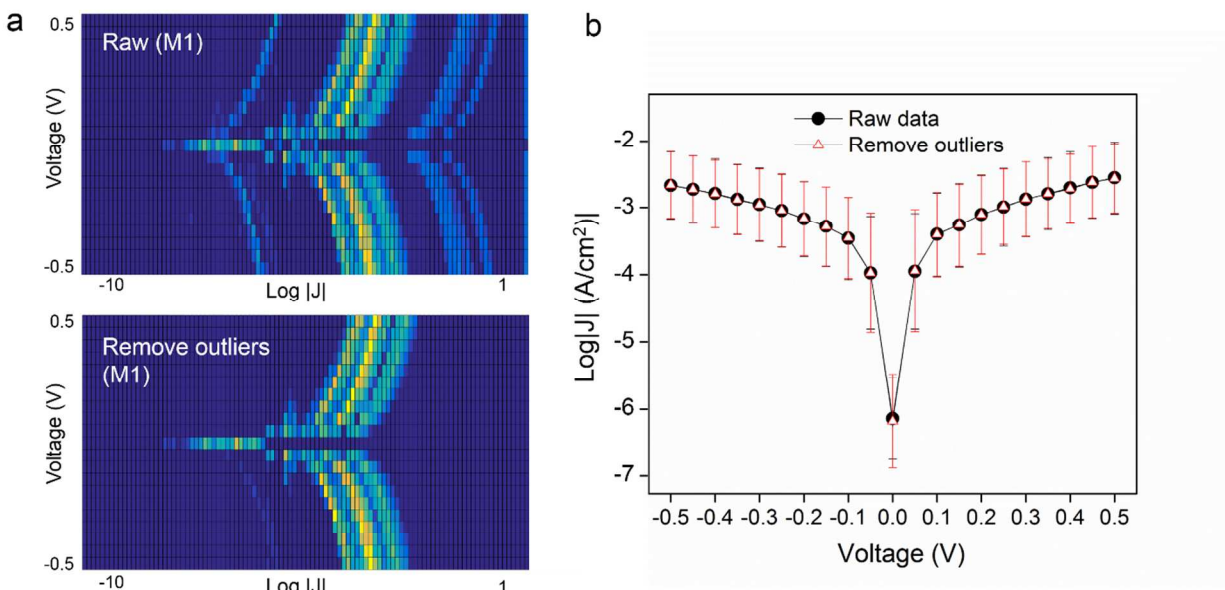 a
0.5
Raw (M1)
Voltage (V)
-0.5
-10
Log |J|
1
0.5
Remove outliers
(M1)
Voltage (V)
-0.5
-10
Log |J|
1
b
Raw data
Remove outliers
-2
-3
-4
-5
-6
-7
Log|J| (A/cm²)|
-0.5 -0.4 -0.3 -0.2 -0.1 0.0 0.1 0.2 0.3 0.4 0.5
Voltage (V)